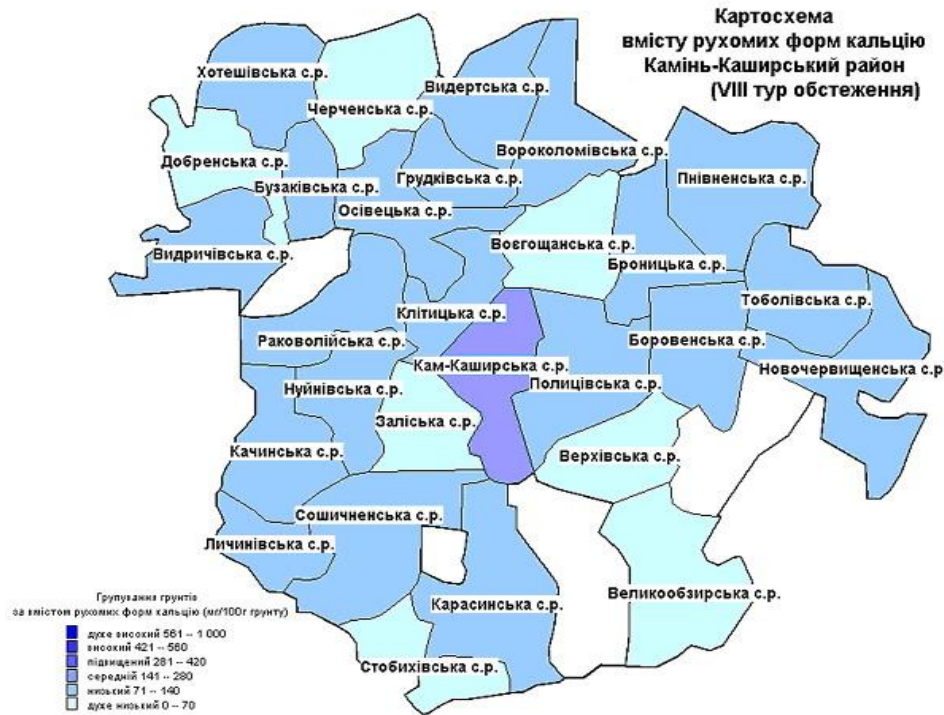 Картосхема
вмісту рухомих форм кальцію
Камінь-Каширський район
(VIII тур обстеження)
Хотешівська с.р.
Видертська с.р.
Черченська с.р.
Вороколомівська с.р.
Добренська с.р.
Грудківська с.р.
Пнівненська с.р.
Бузаківська с.р.
Осівецька с.р.
Воєгощанська с.р.
Видричівська с.р.
Броницька с.р.
Тоболівська с.р.
Клітицька с.р.
Раковолійська с.р.
Боровенська с.р.
Кам-Каширська с.р.
Новочервищенська с.р
Нуйнівська с.р.
Полицівська с.р.
Заліська с.р.
Качинська с.р.
Верхівська с.р.
Сошичненська с.р.
Личинівська с.р.
Великообзирська с.р.
Карасинська с.р.
Стобихівська с.р.
Групування грунтів
за вмістом рухомих форм кальцію (мг/100г грунту)
дуже високий 561 -- 1 000
високий 421 -- 560
підвищений 281 -- 420
середній 141 -- 280
низький 71 -- 140
дуже низький 0 -- 70